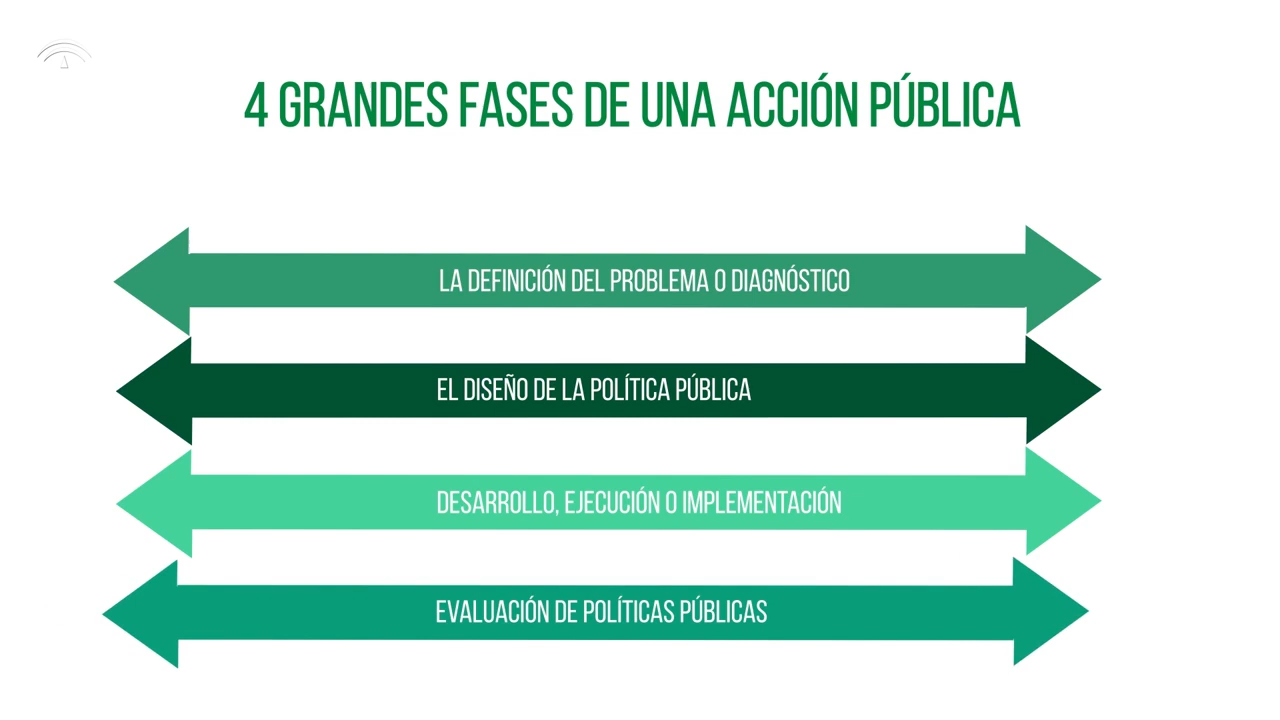 4 GRANDES FASES DE UNA ACCIÓN PÚBLICA
LA DEFINICIÓN DEL PROBLEMA O DIAGNÓSTICO
EL DISEÑO DE LA POLÍTICA PÚBLICA
DESARROLLO, EJECUCIÓN O IMPLEMENTACIÓN
EVALUACIÓN DE POLÍTICAS PÚBLICAS